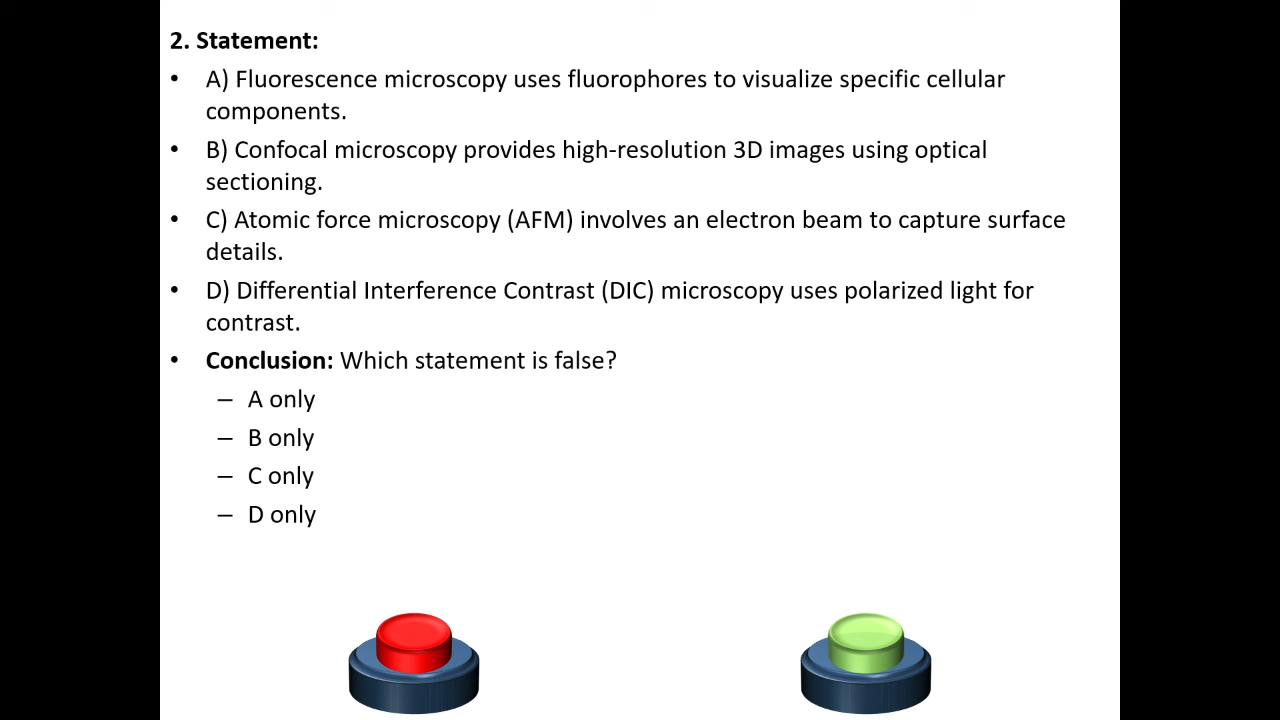 2. Statement:
• A) Fluorescence microscopy uses fluorophores to visualize specific cellular
components.
• B) Confocal microscopy provides high-resolution 3D images using optical
sectioning.
• C) Atomic force microscopy (AFM) involves an electron beam to capture surface
details.
• D) Differential Interference Contrast (DIC) microscopy uses polarized light for
contrast.
• Conclusion: Which statement is false?
– A only
– B only
– C only
– D only